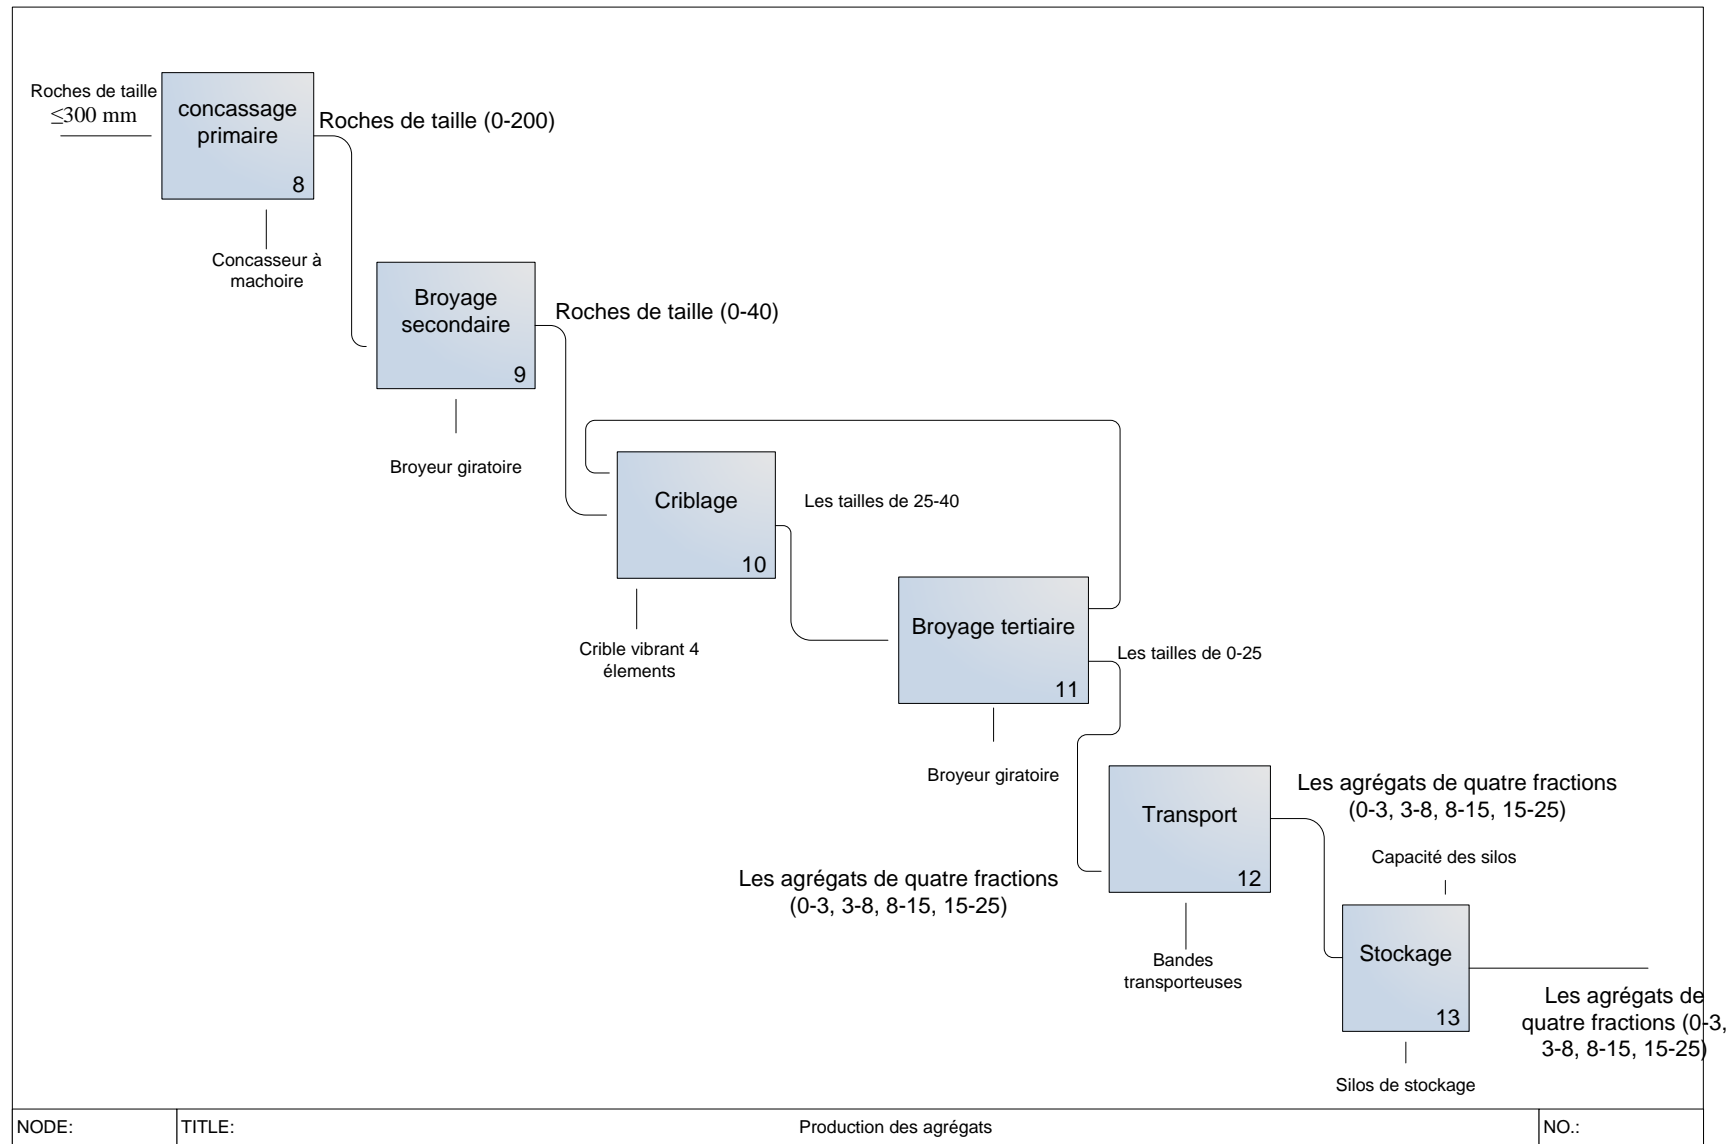 Roches de taille
≤300 mm
concassage
primaire
8
Roches de taille (0-200)
Concasseur à
machoire
Broyage
secondaire
9
Roches de taille (0-40)
Broyeur giratoire
Criblage
10
Les tailles de 25-40
Crible vibrant 4
élements
Broyage tertiaire
11
Les tailles de 0-25
Broyeur giratoire
Transport
12
Les agrégats de quatre fractions
(0-3, 3-8, 8-15, 15-25)
Les agrégats de quatre fractions
(0-3, 3-8, 8-15, 15-25)
Bandes
transporteuses
Capacité des silos
Stockage
13
Les agrégats de
quatre fractions (0-3,
3-8, 8-15, 15-25)
Silos de stockage
NODE:
TITLE:
Production des agrégats
NO.: